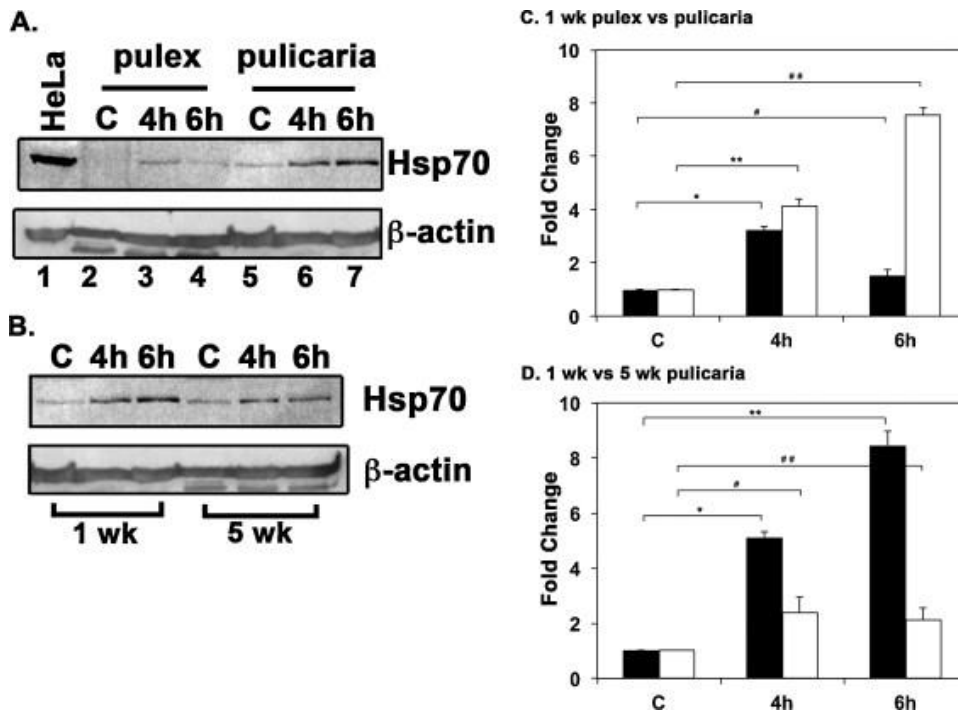 A.
HeLa
pulex pulicaria
C 4h 6h C 4h 6h
Hsp70
β-actin
1 2 3 4 5 6 7
B.
C 4h 6h C 4h 6h
Hsp70
β-actin
1 wk 5 wk
C. 1 wk pulex vs pulicaria
Fold Change
10
8
6
4
2
0
##
#
**
*
C 4h 6h
D. 1 wk vs 5 wk pulicaria
Fold Change
10
8
6
4
2
0
**
##
#
*
C 4h 6h